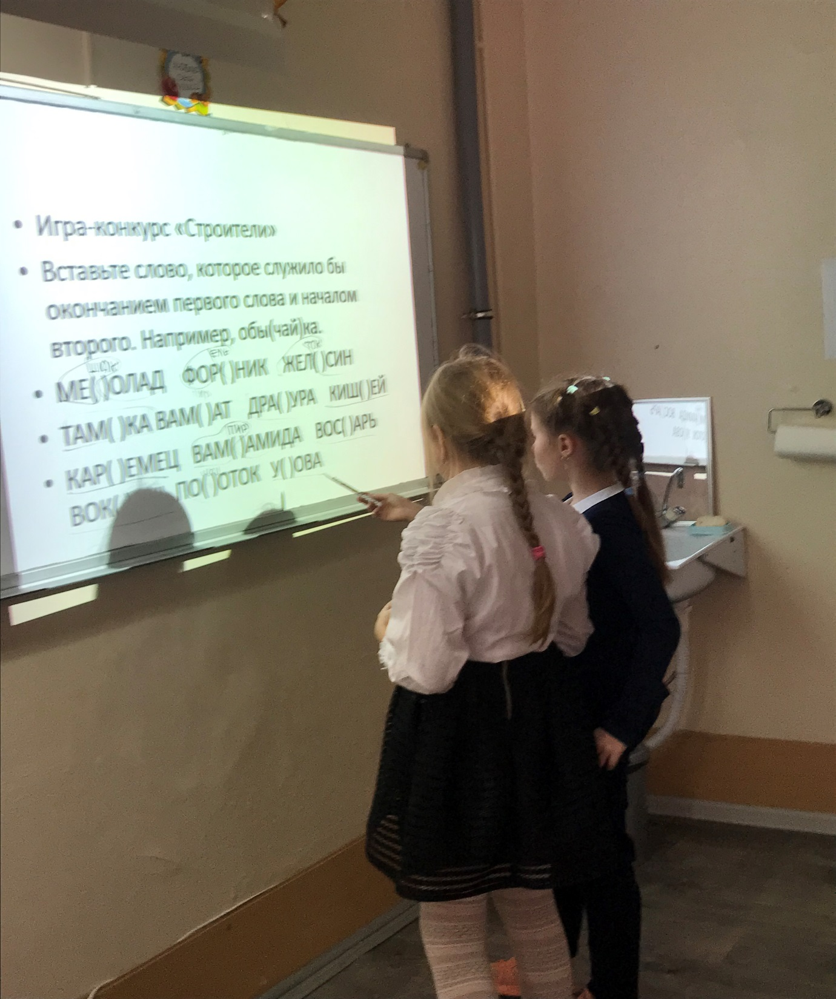 Игра-конкурс «Строители»
Вставьте слово, которое служило бы
окончанием первого слова и началом
второго. Например, обы(чай)ка.
ель ток
МЕ( )ОЛАД ФОР( )НИК ЖЕЛ( )СИН
ТАМ( )КА ВАМ( )АТ ДРА( )УРА КИШ( )ЕЙ
пир
КАР( )ЕМЕЦ ВАМ( )АМИДА ВОС( )АРЬ
ВОК( ПО( )ОТОК У( )ОВА